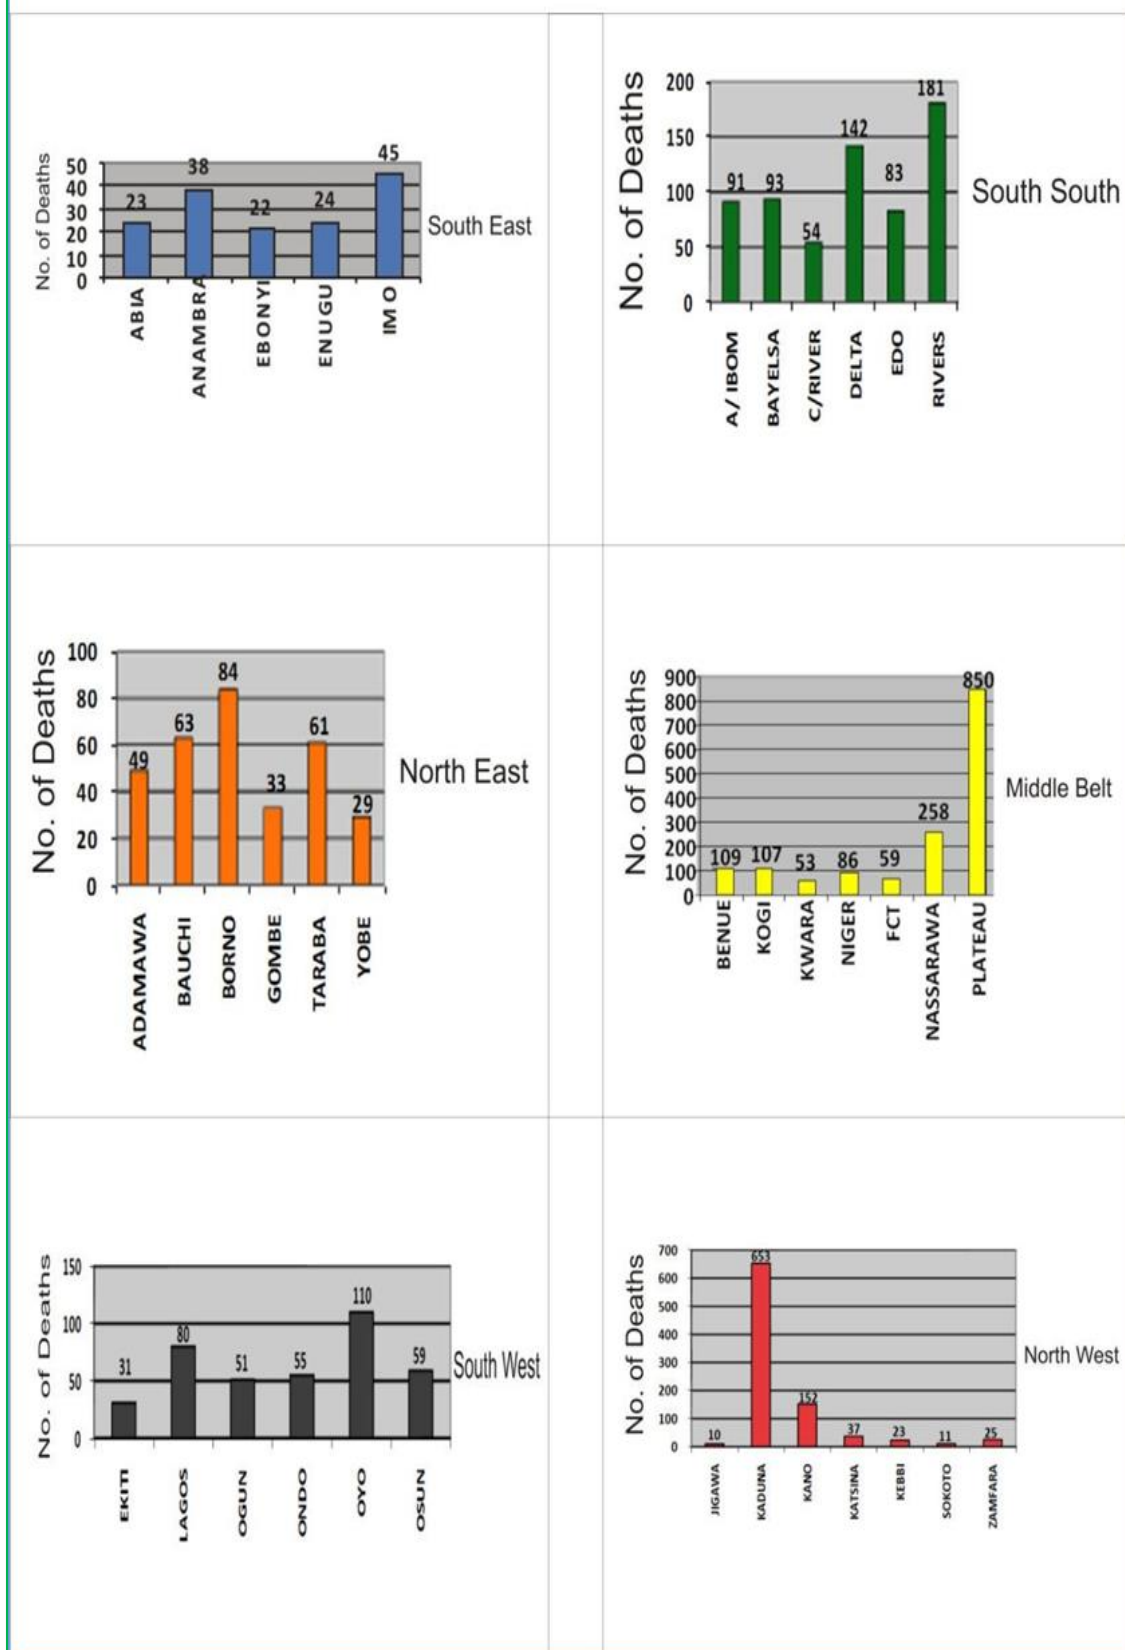 No. of Deaths
50
40
30
20
10
0
23
38
22
24
45
ABIA
ANAMBRA
EBONYI
ENUGU
IMO
South East
No. of Deaths
200
150
100
50
0
91
93
54
142
83
181
A/IBOM
BAYELSA
C/RIVER
DELTA
EDO
RIVERS
South South
No. of Deaths
100
80
60
40
20
0
49
63
84
33
61
29
ADAMAWA
BAUCHI
BORNO
GOMBE
TARABA
YOBE
North East
No. of Deaths
900
800
700
600
500
400
300
200
100
0
109
107
53
86
59
258
850
BENUE
KOGI
KWARA
NIGER
FCT
NASSARAWA
PLATEAU
Middle Belt
No. of Deaths
150
100
50
0
31
80
51
55
110
59
EKITI
LAGOS
OGUN
ONDO
OYO
OSUN
South West
No. of Deaths
700
600
500
400
300
200
100
0
10
653
152
37
23
11
25
JIGAWA
KADUNA
KANO
KATSINA
KEBBI
SOKOTO
ZAMFARA
North West